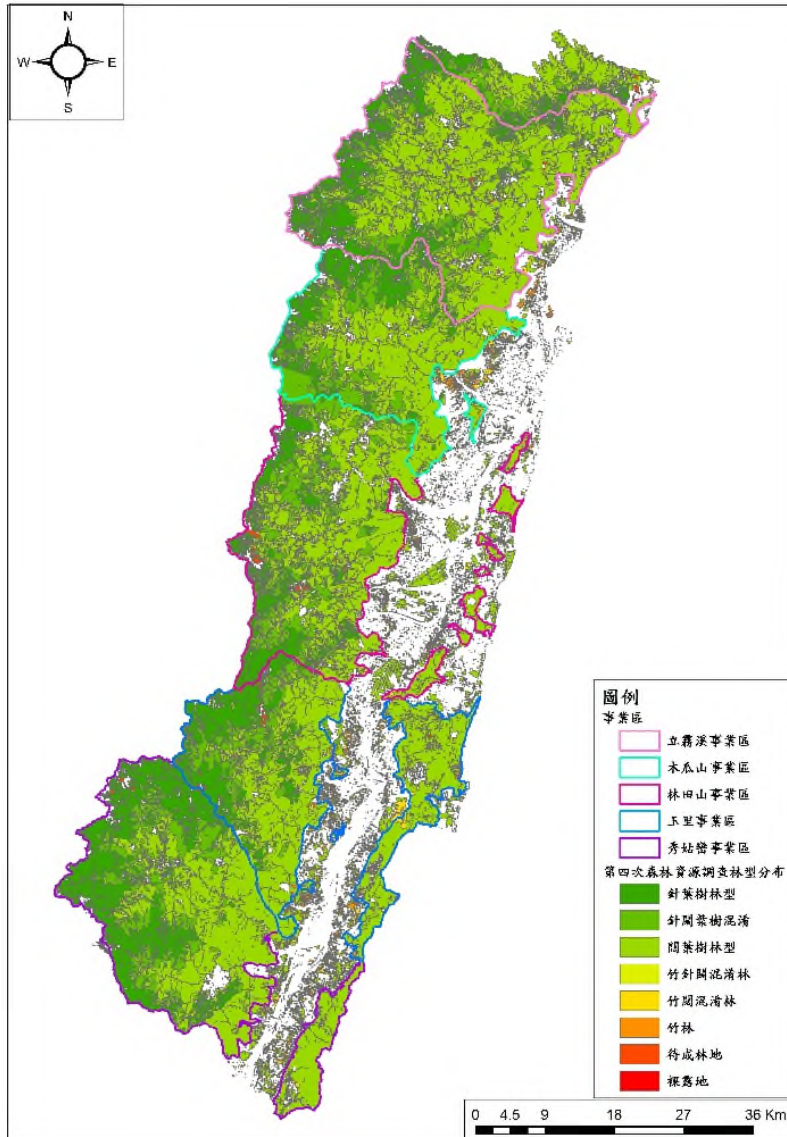 N
W E
S
圖例
事業區
立霧溪事業區
木瓜山事業區
林田山事業區
玉里事業區
秀姑巒事業區
第四次森林資源調查林型分布
針葉樹林型
針闊葉樹混淆
闊葉樹林型
竹針闊混淆林
竹闊混淆林
竹林
待成林地
裸露地
0 4.5 9 18 27 36 Km